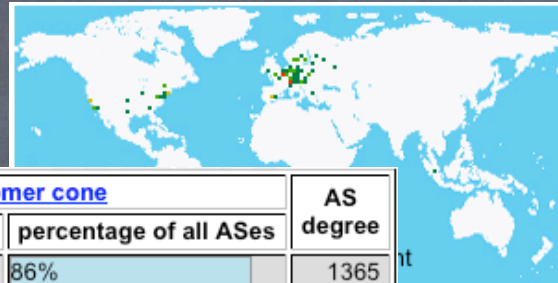 mer cone
AS
degree
percentage of all ASes
86%
1365
nt